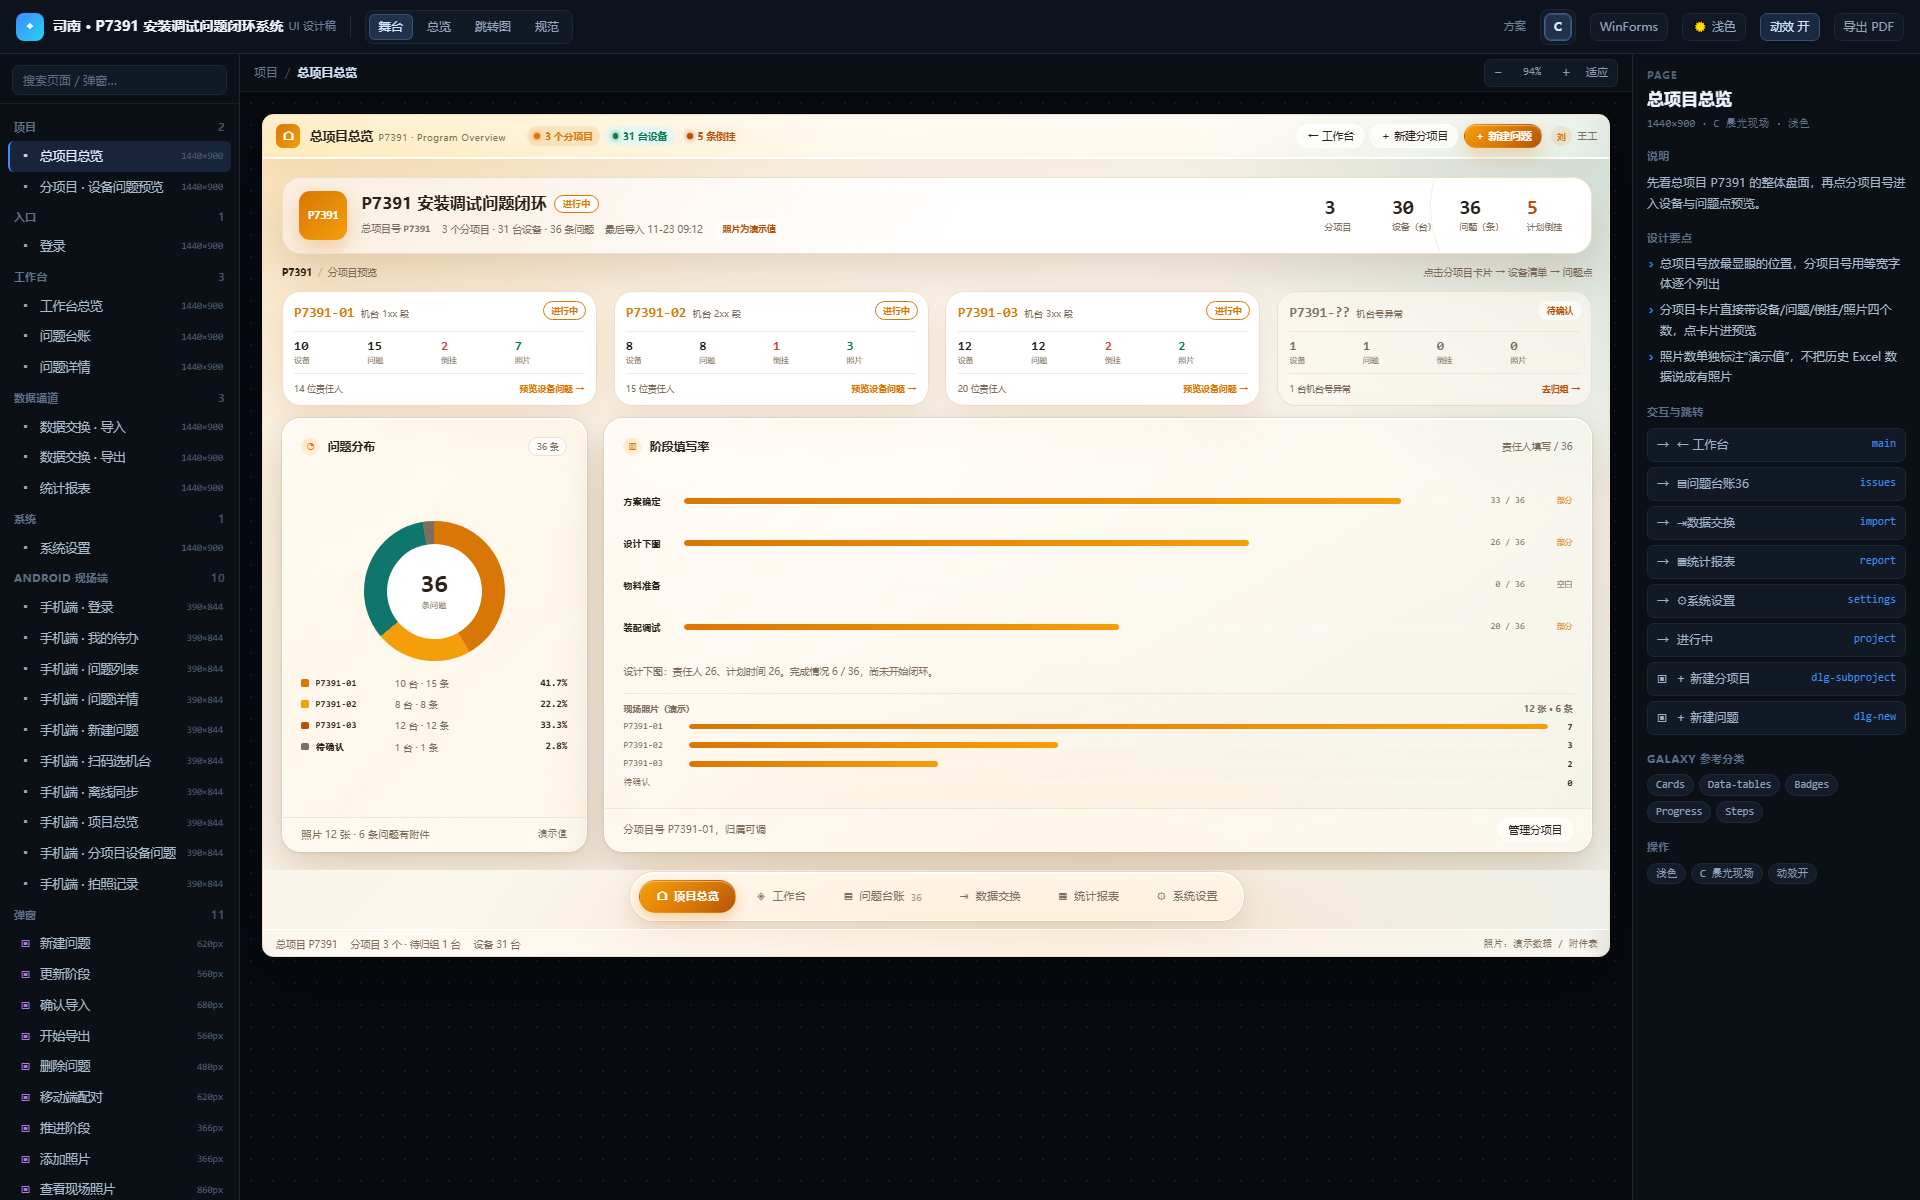 司南 • P7391 安装调试问题闭环系统 UI 设计稿
舞台 总览 跳转图 规范
方案 C WinForms 浅色 动效 开 导出 PDF
搜索页面 / 弹窗...
项目 2
总项目总览 1440×900
分项目 · 设备问题预览 1440×900
入口 1
登录 1440×900
工作台 3
工作台总览 1440×900
问题台账 1440×900
问题详情 1440×900
数据通道 3
数据交换 · 导入 1440×900
数据交换 · 导出 1440×900
统计报表 1440×900
系统 1
系统设置 1440×900
ANDROID 现场端 10
手机端 · 登录 390×844
手机端 · 我的待办 390×844
手机端 · 问题列表 390×844
手机端 · 问题详情 390×844
手机端 · 新建问题 390×844
手机端 · 扫码选机台 390×844
手机端 · 离线同步 390×844
手机端 · 项目总览 390×844
手机端 · 分项目设备问题 390×844
手机端 · 拍照记录 390×844
弹窗 11
新建问题 620px
更新阶段 560px
确认导入 680px
开始导出 560px
删除问题 480px
移动端配对 620px
推进阶段 366px
添加照片 366px
查看现场照片 860px
项目 / 总项目总览
− 94% + 适应
总项目总览 P7391 · Program Overview
3 个分项目 31 台设备 5 条倒挂
← 工作台 + 新建分项目 + 新建问题 刘 王工
P7391 P7391 安装调试问题闭环 进行中
总项目号 P7391 3 个分项目 · 31 台设备 · 36 条问题 最后导入 11-23 09:12 照片为演示值
3 30 36 5
分项目 设备（台） 问题（条） 计划倒挂
P7391 / 分项目预览 点击分项目卡片 → 设备清单 → 问题点
P7391-01 机台 1xx 段 进行中
10 15 2 7
设备 问题 倒挂 照片
14 位责任人 预览设备问题 →
P7391-02 机台 2xx 段 进行中
8 8 1 3
设备 问题 倒挂 照片
15 位责任人 预览设备问题 →
P7391-03 机台 3xx 段 进行中
12 12 2 2
设备 问题 倒挂 照片
20 位责任人 预览设备问题 →
P7391-?? 机台号异常 待确认
1 1 0 0
设备 问题 倒挂 照片
1 台机台号异常 去归组 →
问题分布 36 条
36
条问题
P7391-01 10 台 · 15 条 41.7%
P7391-02 8 台 · 8 条 22.2%
P7391-03 12 台 · 12 条 33.3%
待确认 1 台 · 1 条 2.8%
照片 12 张 · 6 条问题有附件 演示值
阶段填写率 责任人填写 / 36
方案确定 33 / 36 部分
设计下图 26 / 36 部分
物料准备 0 / 36 空白
装配调试 20 / 36 部分
设计下图：责任人 26、计划时间 26。完成情况 6 / 36，尚未开始闭环。
现场照片（演示） 12 张 • 6 条
P7391-01 7
P7391-02 3
P7391-03 2
待确认 0
分项目号 P7391-01，归属可调 管理分项目
项目总览 工作台 问题台账 36 数据交换 统计报表 系统设置
总项目 P7391 分项目 3 个 · 待归组 1 台 设备 31 台 照片：演示数据 / 附件表
PAGE
总项目总览
1440×900 · C 晨光现场 · 浅色
说明
先看总项目 P7391 的整体盘面，再点分项目号进
入设备与问题点预览。
设计要点
› 总项目号放最显眼的位置，分项目号用等宽字
体逐个列出
› 分项目卡片直接带设备/问题/倒挂/照片四个
数，点卡片进预览
› 照片数单独标注“演示值”，不把历史 Excel 数
据说成有照片
交互与跳转
→ ← 工作台 main
→ 问题台账36 issues
→ 数据交换 import
→ 统计报表 report
→ 系统设置 settings
→ 进行中 project
+ 新建分项目 dlg-subproject
+ 新建问题 dlg-new
GALAXY 参考分类
Cards Data-tables Badges
Progress Steps
操作
浅色 C 晨光现场 动效开